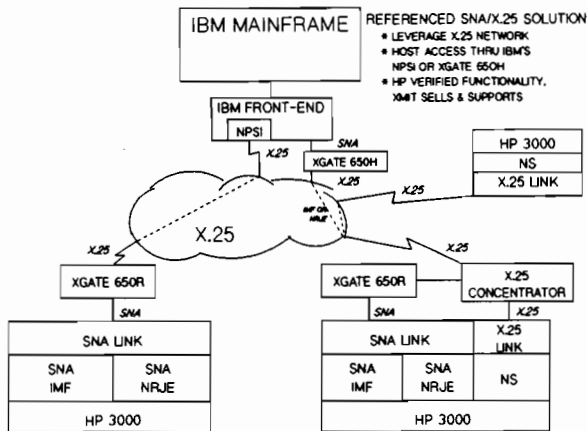 IBM MAINFRAME
REFERENCED SNA/X.25 SOLUTION
* LEVERAGE X.25 NETWORK
* HOST ACCESS THRU IBM'S
NPSI OR XGATE 650H
* HP VERIFIED FUNCTIONALITY,
XMIT SELLS & SUPPORTS
IBM FRONT-END
NPSI
SNA
X.25
XGATE 650H
X.25
HP 3000
NS
X.25 LINK
X.25
IMF OR
NRJE
X.25
X.25
X.25
XGATE 650R
SNA
SNA LINK
SNA
IMF
SNA
NRJE
HP 3000
XGATE 650R
X.25
CONCENTRATOR
SNA
X.25
SNA LINK
X.25
LINK
SNA
IMF
SNA
NRJE
NS
HP 3000